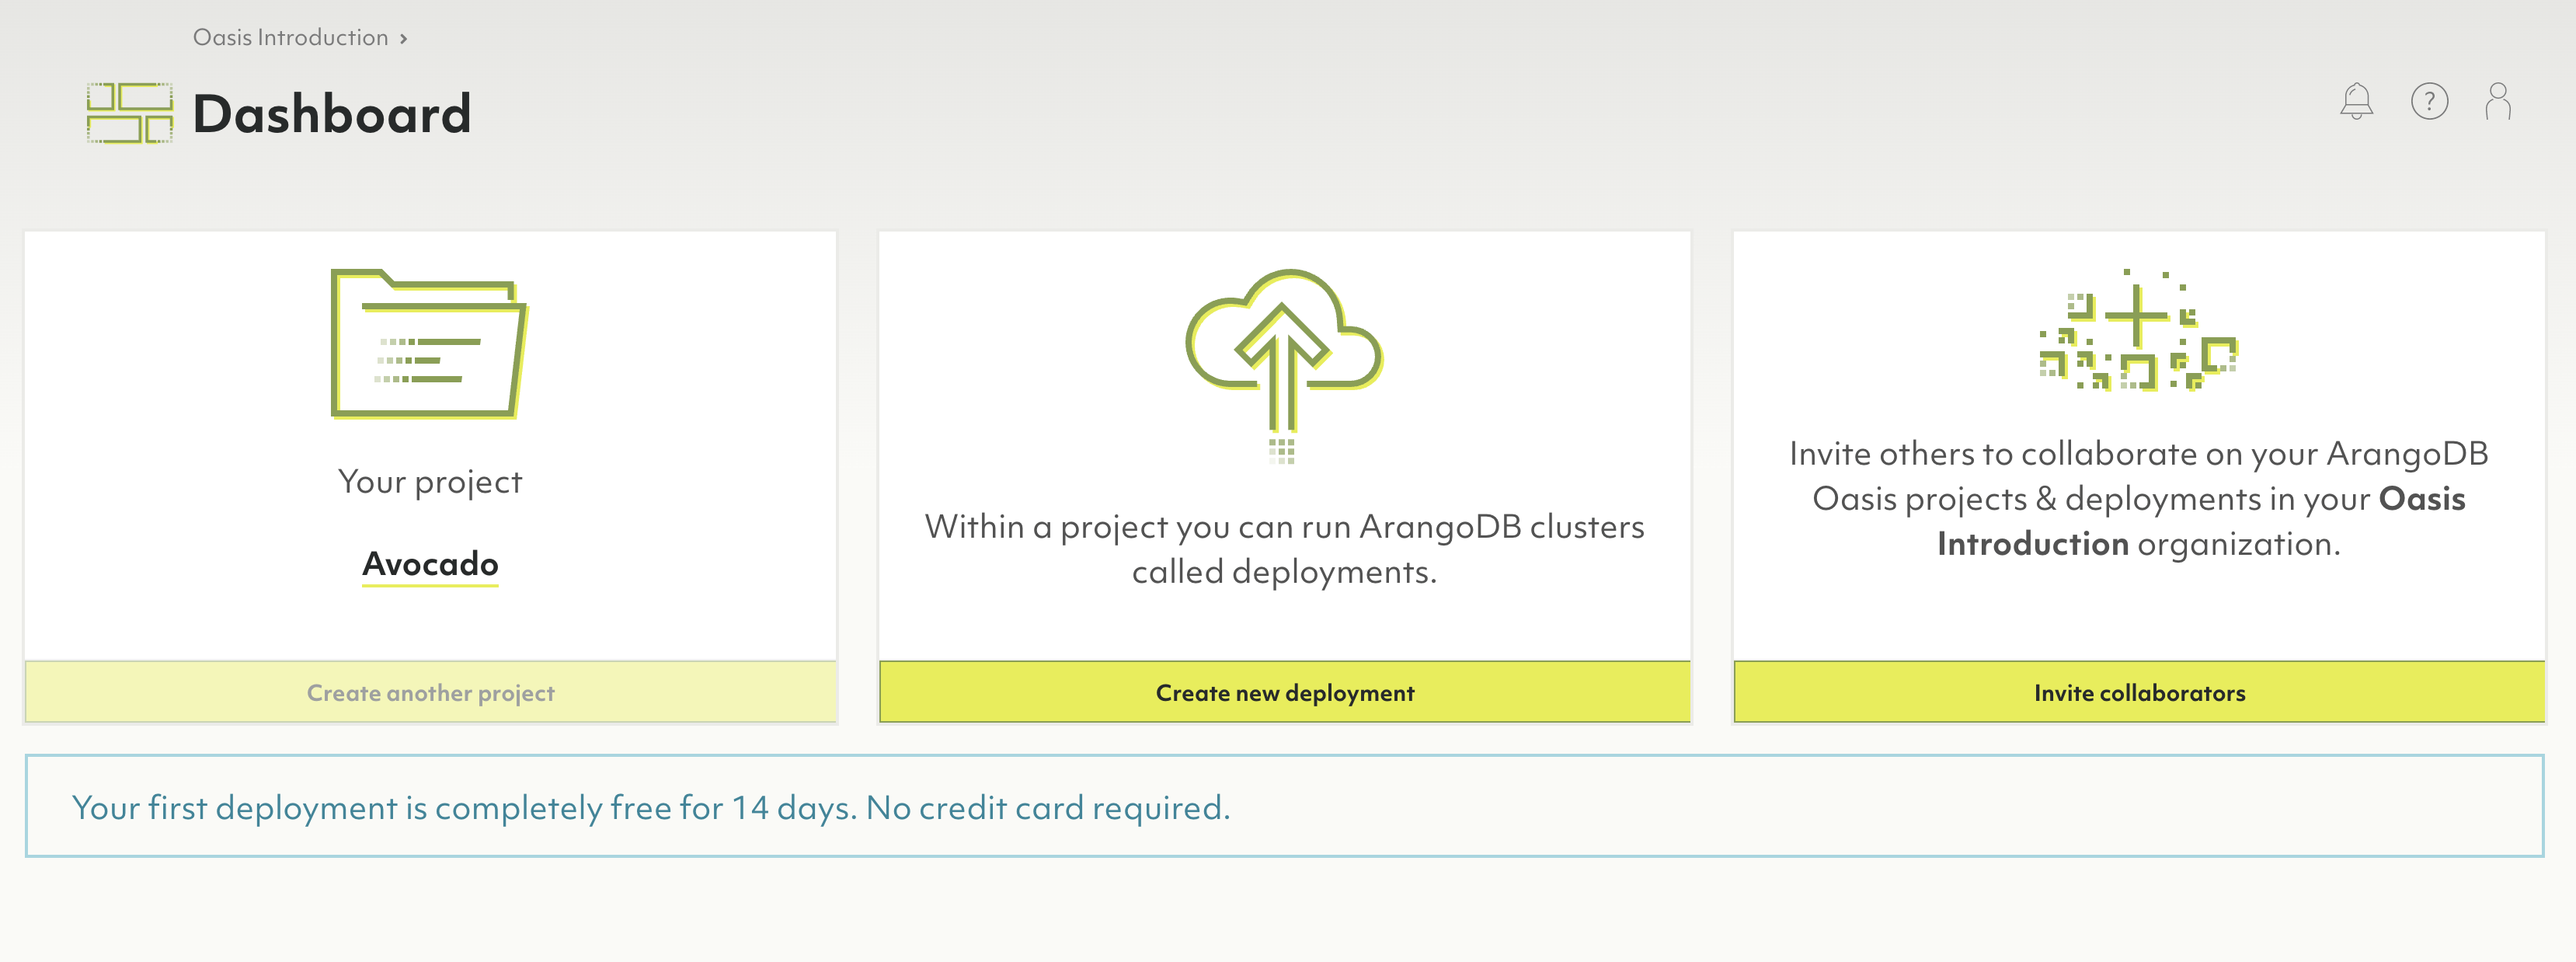 Oasis Introduction ›
Dashboard
?
Your project
Avocado
Create another project
Within a project you can run ArangoDB clusters
called deployments.
Create new deployment
Invite others to collaborate on your ArangoDB
Oasis projects & deployments in your Oasis
Introduction organization.
Invite collaborators
Your first deployment is completely free for 14 days. No credit card required.